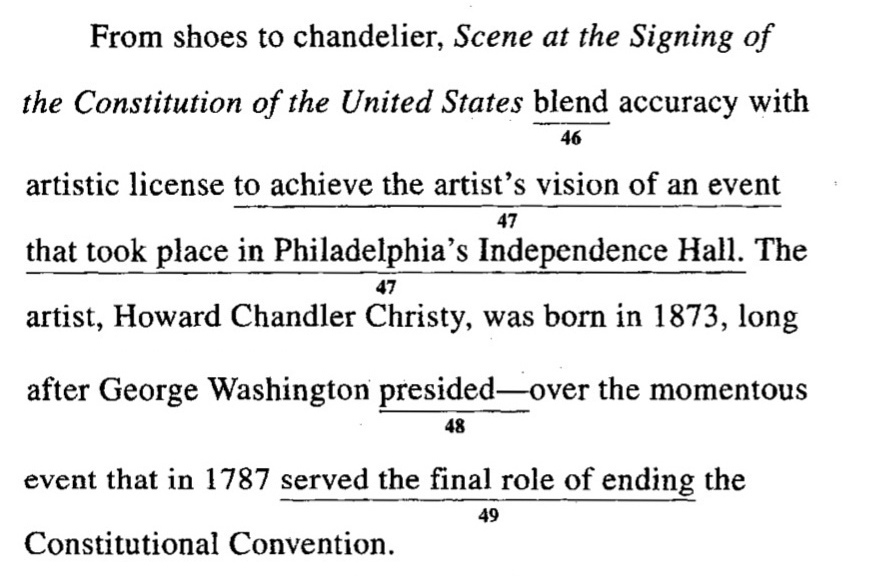 From shoes to chandelier, Scene at the Signing of
the Constitution of the United States blend accuracy with
46
artistic license to achieve the artist's vision of an event
47
that took place in Philadelphia's Independence Hall. The
47
artist, Howard Chandler Christy, was born in 1873, long
after George Washington presided—over the momentous
48
event that in 1787 served the final role of ending the
49
Constitutional Convention.